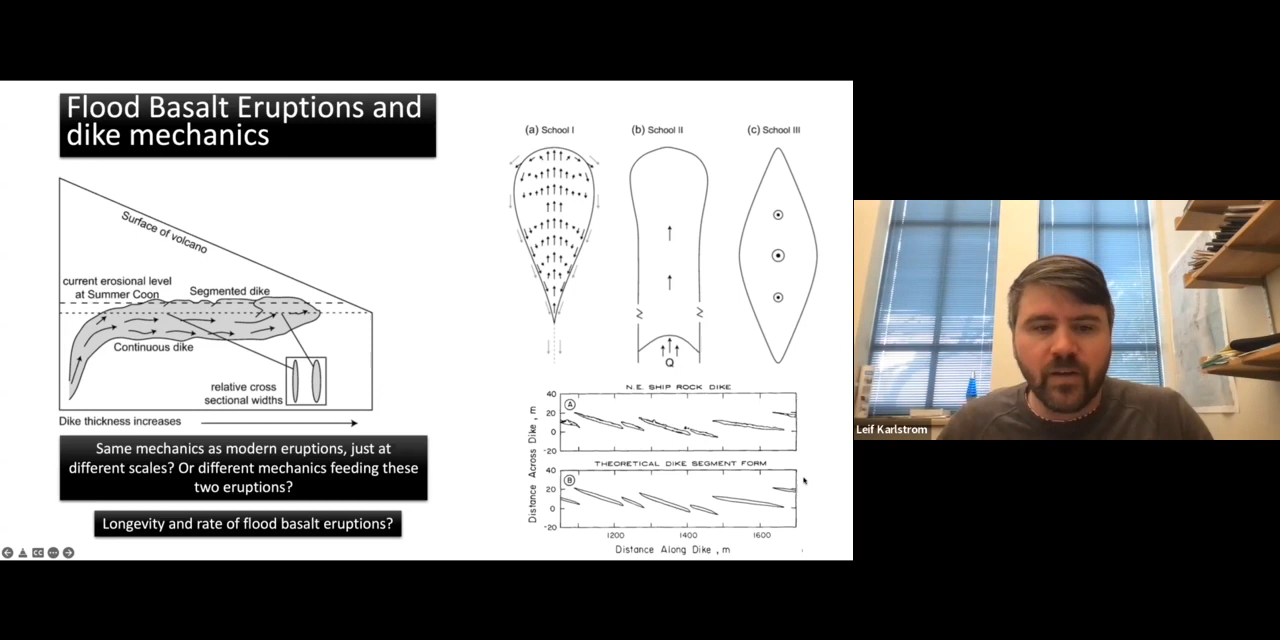 Flood Basalt Eruptions and
dike mechanics
Surface of volcano
current erosional level
at Summer Coon
Segmented dike
Continuous dike
relative cross
sectional widths
Dike thickness increases
Same mechanics as modern eruptions, just at
different scales? Or different mechanics feeding these
two eruptions?
Longevity and rate of flood basalt eruptions?
(a) School I
(b) School II
(c) School III
Q
N.E. SHIP ROCK DIKE
A
40
20
0
-20
THEORETICAL DIKE SEGMENT FORM
B
40
20
0
-20
Distance Across Dike, m
1200
1400
1600
Distance Along Dike, m
CC
Leif Karlstrom